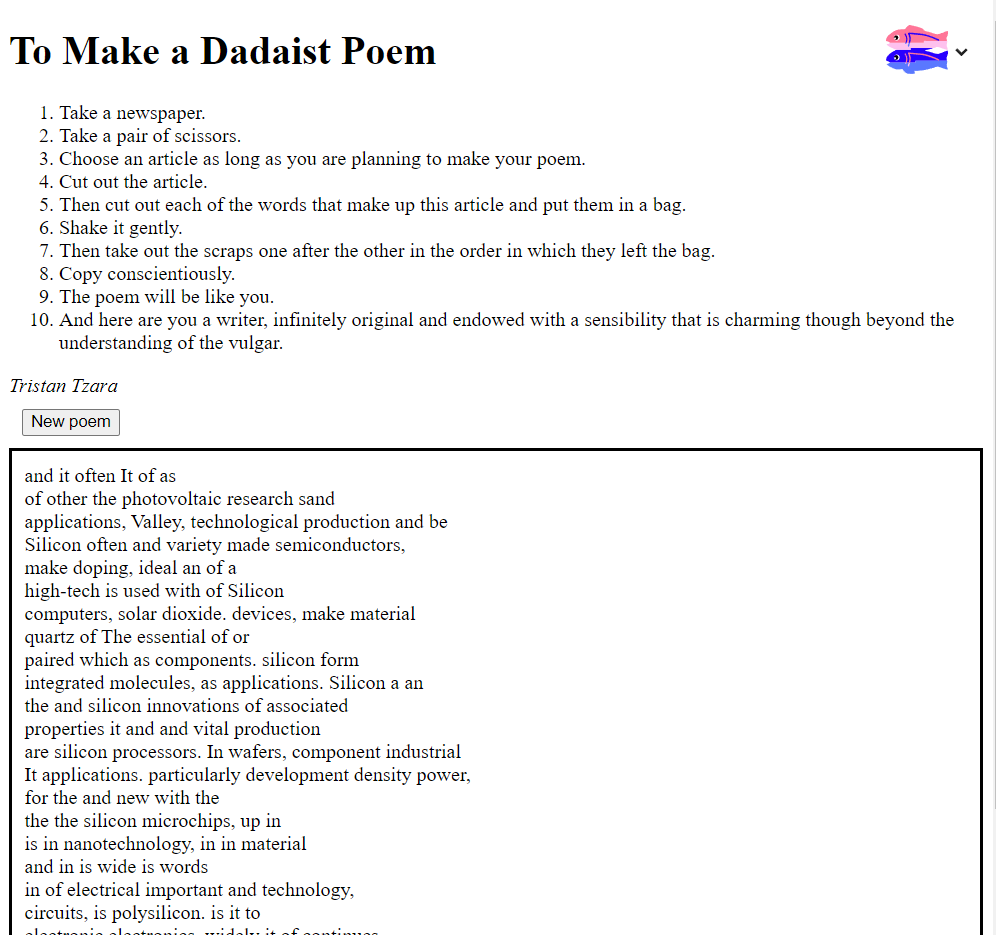 To Make a Dadaist Poem
1. Take a newspaper.
2. Take a pair of scissors.
3. Choose an article as long as you are planning to make your poem.
4. Cut out the article.
5. Then cut out each of the words that make up this article and put them in a bag.
6. Shake it gently.
7. Then take out the scraps one after the other in the order in which they left the bag.
8. Copy conscientiously.
9. The poem will be like you.
10. And here are you a writer, infinitely original and endowed with a sensibility that is charming though beyond the
understanding of the vulgar.
Tristan Tzara
New poem
and it often It of as
of other the photovoltaic research sand
applications, Valley, technological production and be
Silicon often and variety made semiconductors,
make doping, ideal an of a
high-tech is used with of Silicon
computers, solar dioxide. devices, make material
quartz of The essential of or
paired which as components. silicon form
integrated molecules, as applications. Silicon a an
the and silicon innovations of associated
properties it and and vital production
are silicon processors. In wafers, component industrial
It applications. particularly development density power,
for the and new with the
the the silicon microchips, up in
is in nanotechnology, in in material
and in is wide is words
in of electrical important and technology,
circuits, is polysilicon. is it to
electronic electronics, widely it of continues